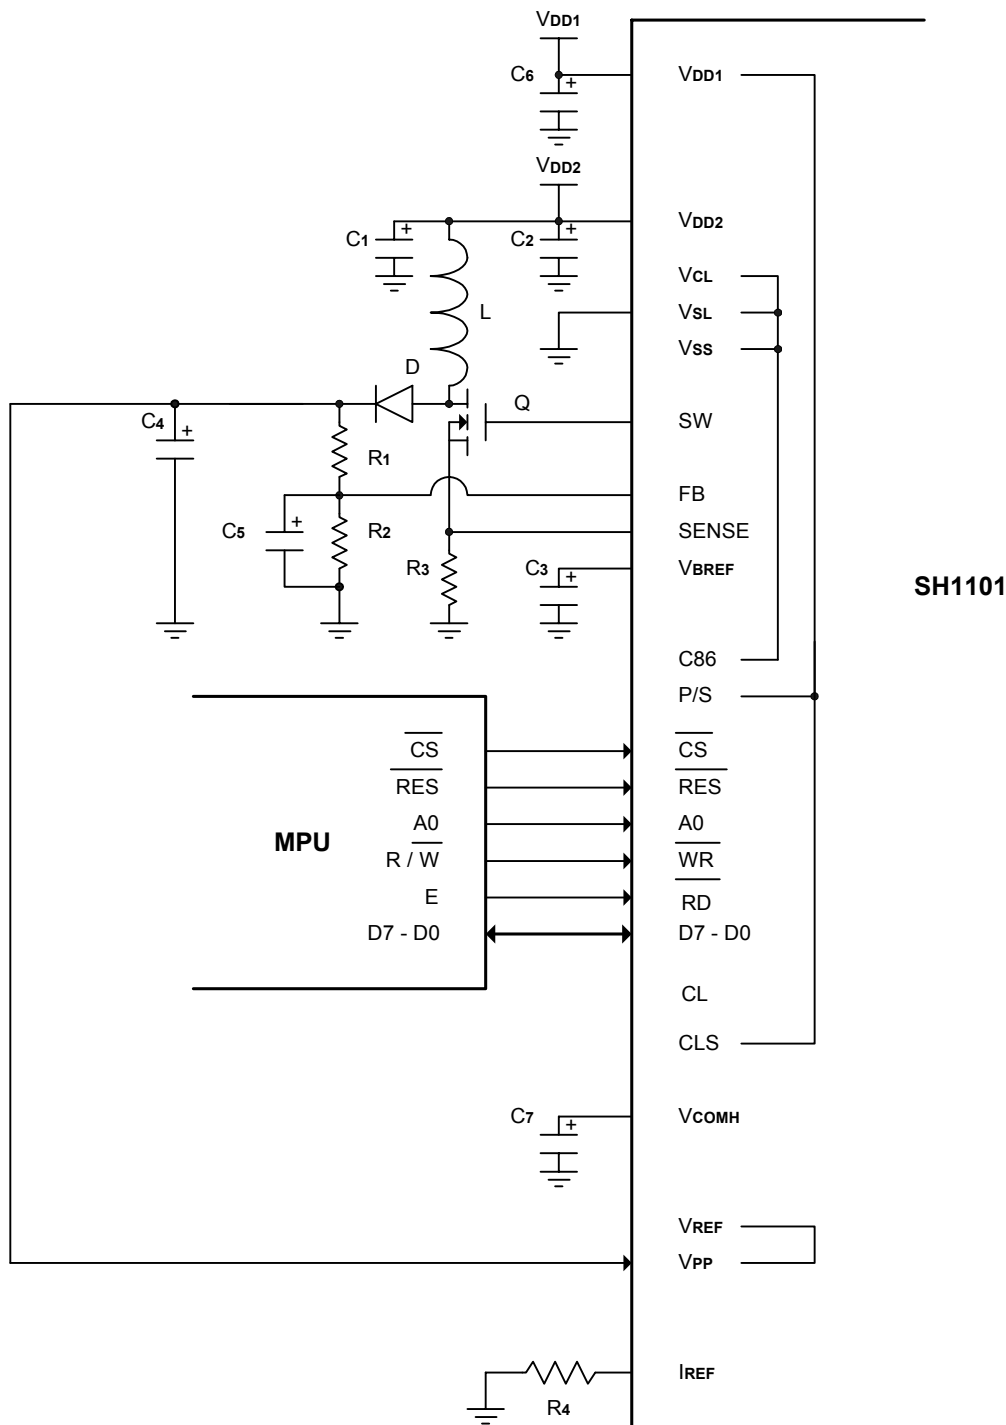 VDD1
C6
+
VDD1
VDD2
VDD2
C1
+
C2
+
VCL
L
VSL
VSS
D
Q
SW
C4
+
R1
FB
C5
+
R2
SENSE
R3
C3
+
VBREF
SH1101
C86
P/S
CS
CS
RES
RES
A0
A0
MPU
R / W
WR
E
RD
D7 - D0
D7 - D0
CL
CLS
C7
+
VCOMH
VREF
VPP
IREF
R4